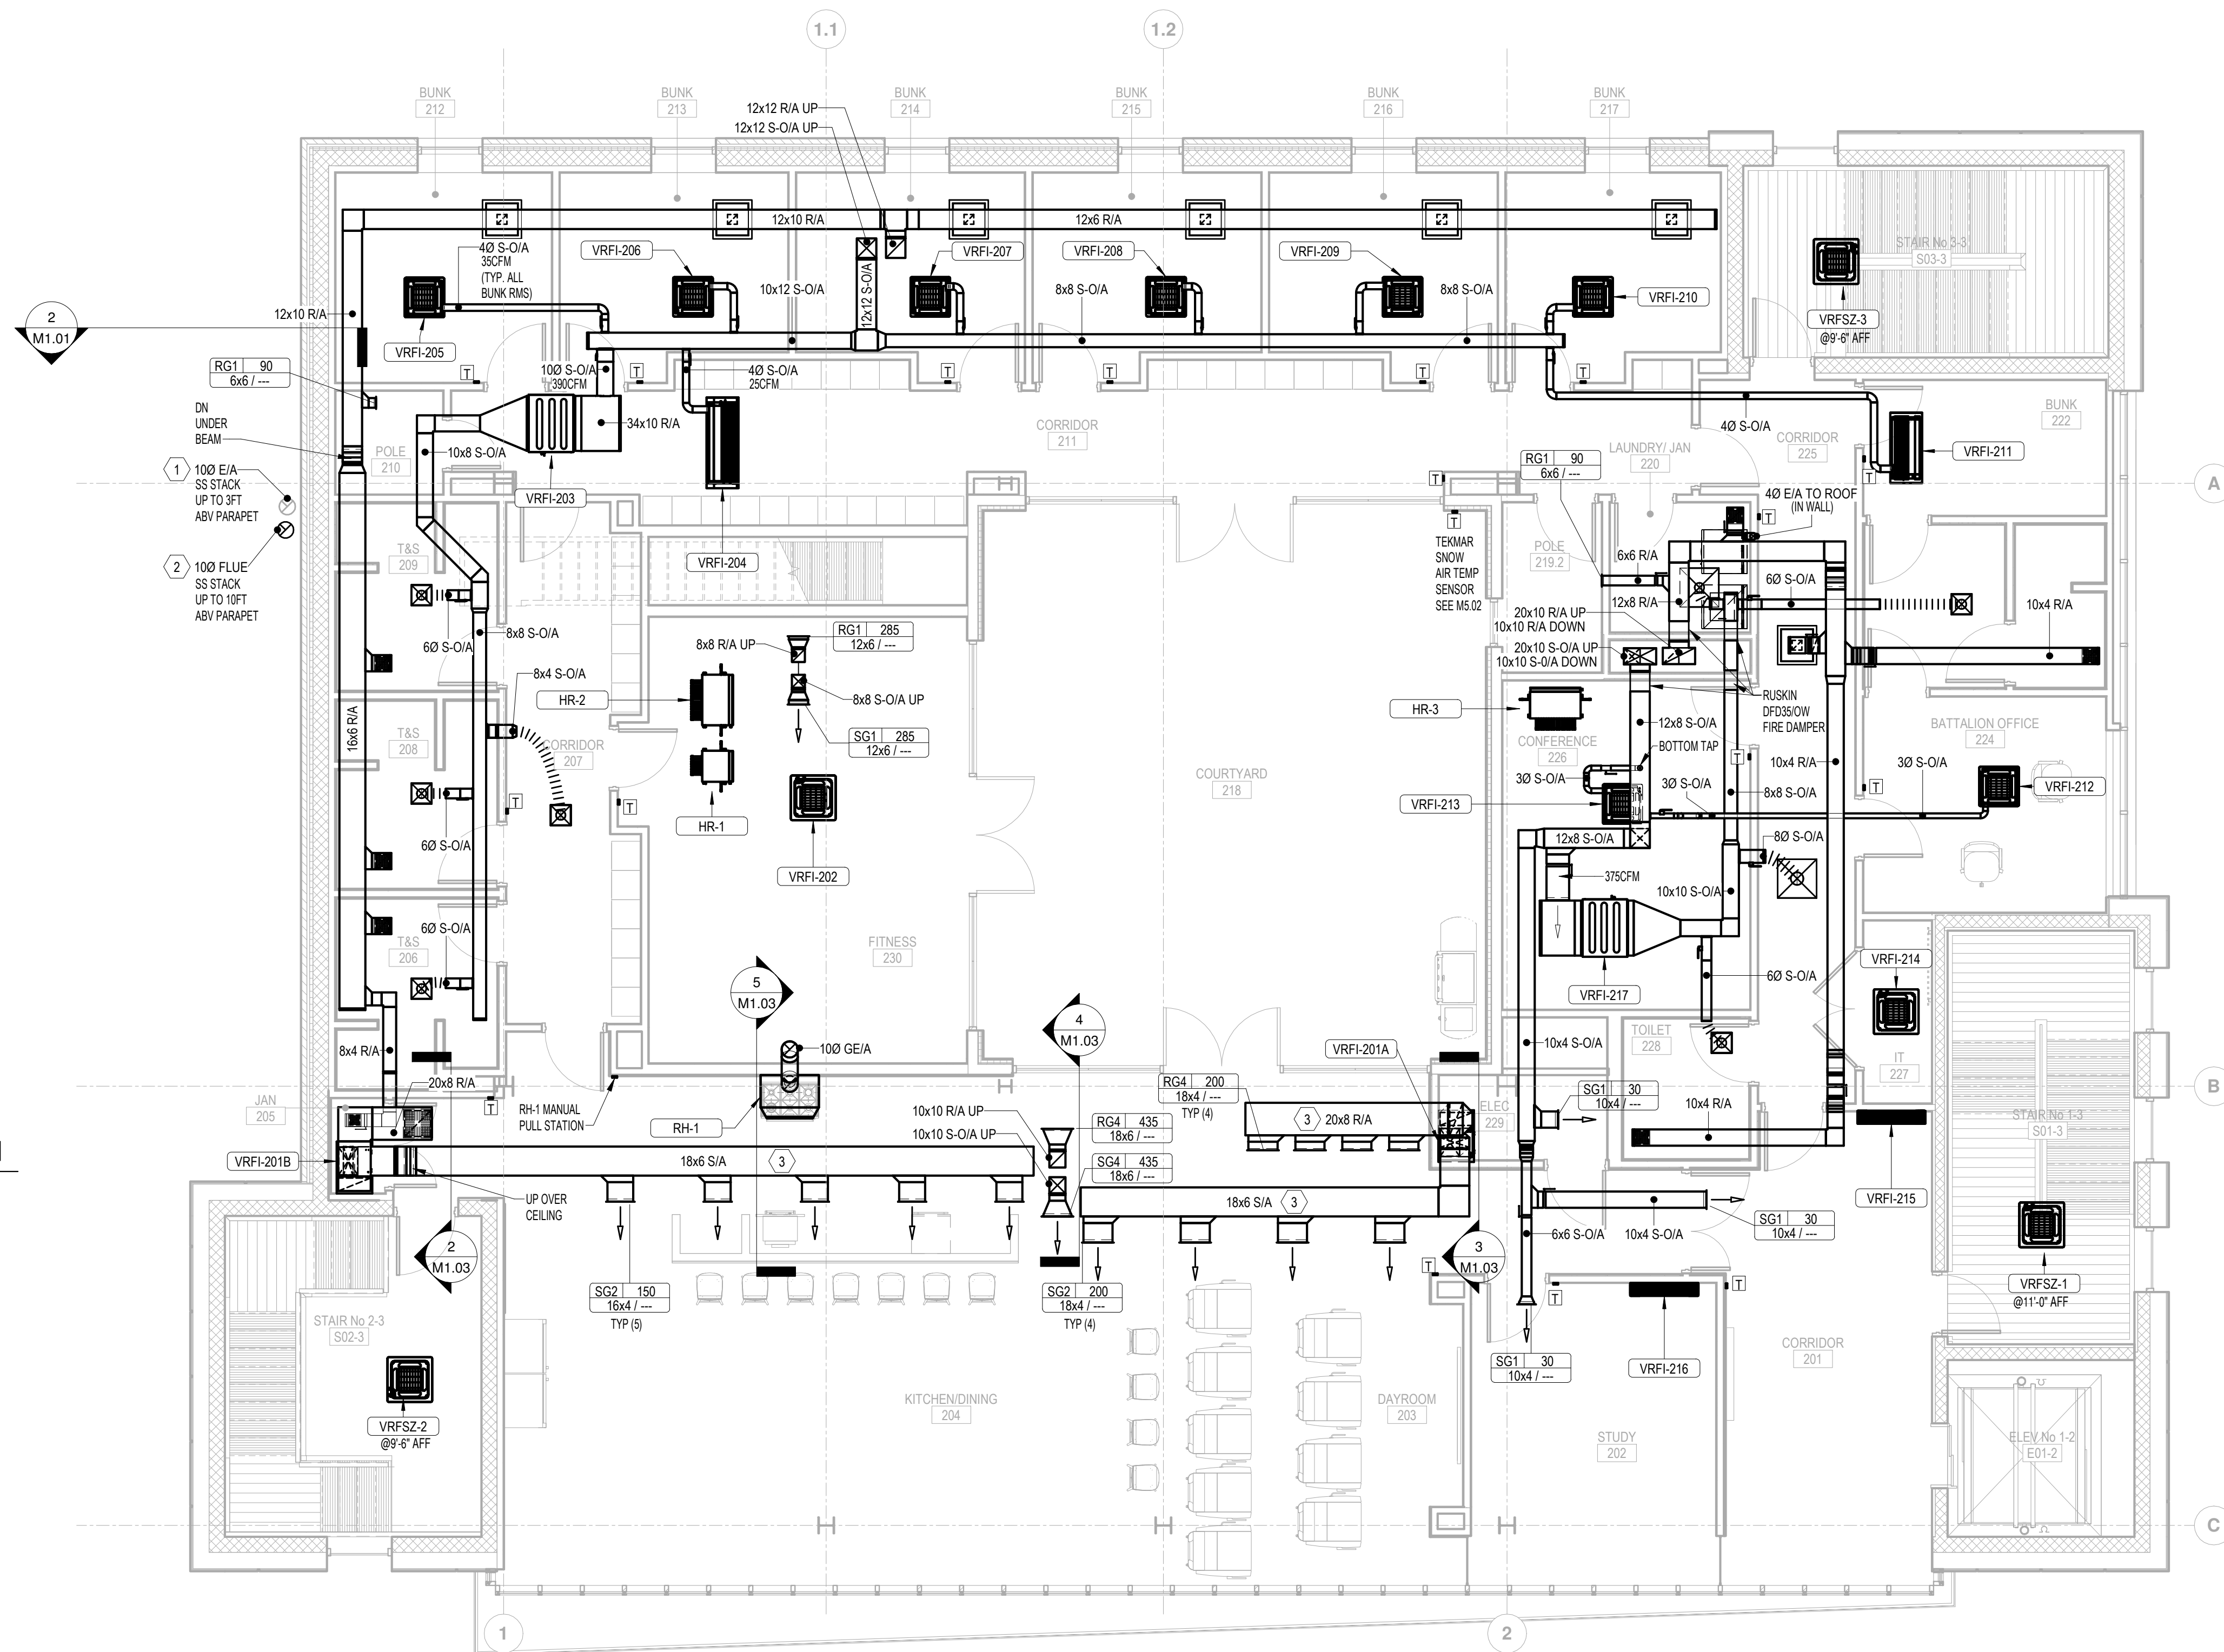 1.1
1.2
BUNK
212
BUNK
213
12x12 R/A UP
12x12 S-O/A UP
BUNK
214
BUNK
215
BUNK
216
BUNK
217
12x10 R/A
12x6 R/A
4Ø S-O/A
35CFM
(TYP. ALL
BUNK RMS)
VRFI-206
VRFI-207
VRFI-208
VRFI-209
STAIR No 3-3
S03-3
12x10 R/A
10x12 S-O/A
12x12 S-O/A
8x8 S-O/A
8x8 S-O/A
VRFI-210
VRFSZ-3
@9'-6" AFF
2
M1.01
VRFI-205
RG1 90
6x6 / ---
T
10Ø S-O/A
390CFM
T
4Ø S-O/A
25CFM
T
T
T
T
DN
UNDER
BEAM
34x10 R/A
BUNK
222
CORRIDOR
211
4Ø S-O/A
CORRIDOR
225
POLE
210
10x8 S-O/A
LAUNDRY/ JAN
220
VRFI-211
RG1 90
6x6 / ---
T
1
10Ø E/A
SS STACK
UP TO 3FT
ABV PARAPET
VRFI-203
T
4Ø E/A TO ROOF
(IN WALL)
A
T
T
TEKMAR
SNOW
AIR TEMP
SENSOR
SEE M5.02
POLE
219.2
T&S
209
VRFI-204
6x6 R/A
2
10Ø FLUE
SS STACK
UP TO 10FT
ABV PARAPET
6Ø S-O/A
12x8 R/A
10x4 R/A
20x10 R/A UP
10x10 R/A DOWN
8x8 S-O/A
RG1 285
12x6 / ---
8x8 R/A UP
6Ø S-O/A
20x10 S-O/A UP
10x10 S-0/A DOWN
8x4 S-O/A
HR-2
8x8 S-O/A UP
RUSKIN
DFD35/OW
FIRE DAMPER
HR-3
16x6 R/A
T&S
208
CORRIDOR
207
SG1 285
12x6 / ---
12x8 S-O/A
BATTALION OFFICE
224
CONFERENCE
226
BOTTOM TAP
T
10x4 R/A
3Ø S-O/A
COURTYARD
218
3Ø S-O/A
3Ø S-O/A
T
VRFI-212
T
T
8x8 S-O/A
VRFI-213
HR-1
12x8 S-O/A
8Ø S-O/A
6Ø S-O/A
VRFI-202
375CFM
10x10 S-O/A
6Ø S-O/A
T&S
206
FITNESS
230
VRFI-214
5
M1.03
6Ø S-O/A
VRFI-217
4
M1.03
TOILET
228
8x4 R/A
10Ø GE/A
VRFI-201A
10x4 S-O/A
IT
227
20x8 R/A
RG4 200
18x4 / ---
TYP (4)
SG1 30
10x4 / ---
B
JAN
205
T
RH-1 MANUAL
PULL STATION
RH-1
10x10 R/A UP
RG4 435
18x6 / ---
3
20x8 R/A
ELEC
229
10x4 R/A
STAIR No 1-3
S01-3
10x10 S-O/A UP
VRFI-201B
18x6 S/A
3
SG4 435
18x6 / ---
VRFI-215
UP OVER
CEILING
18x6 S/A
3
SG1 30
10x4 / ---
6x6 S-O/A
10x4 S-O/A
2
M1.03
3
M1.03
T
T
T
VRFSZ-1
@11'-0" AFF
SG2 150
16x4 / ---
TYP (5)
SG2 200
18x4 / ---
TYP (4)
STAIR No 2-3
S02-3
SG1 30
10x4 / ---
VRFI-216
CORRIDOR
201
KITCHEN/DINING
204
DAYROOM
203
VRFSZ-2
@9'-6" AFF
STUDY
202
ELEV No 1-2
E01-2
C
1
2